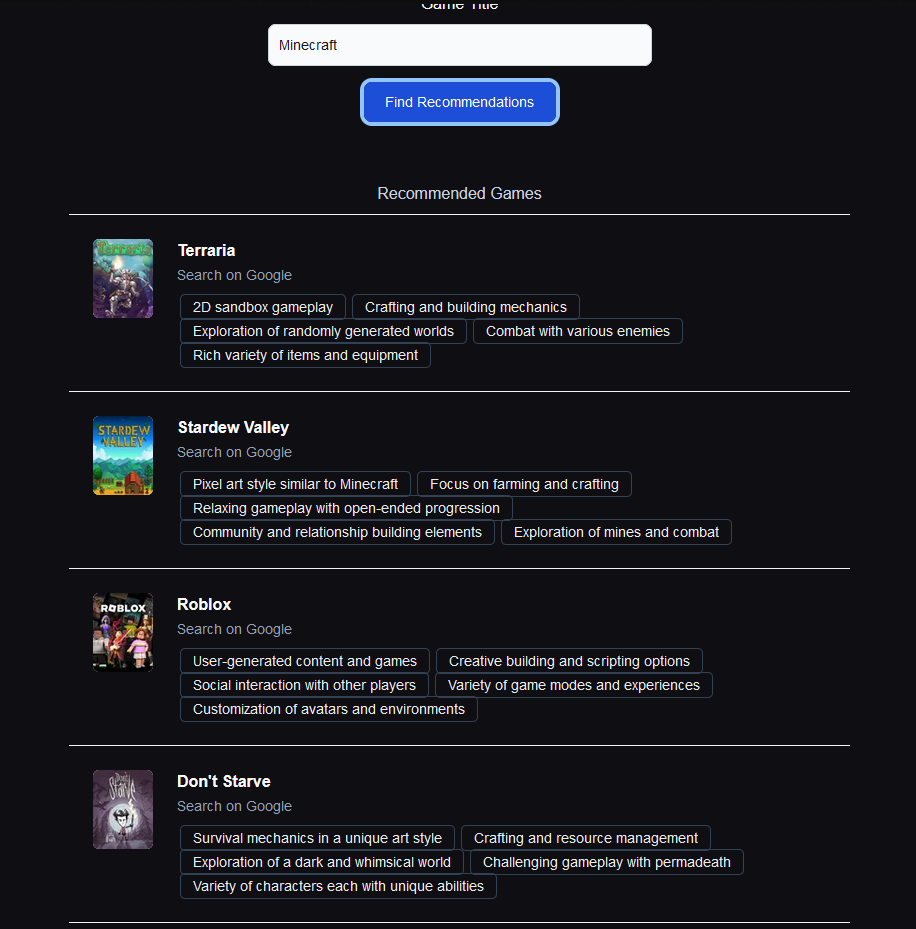 Game Title
Minecraft
Find Recommendations
Recommended Games
Terraria
Terraria
Search on Google
2D sandbox gameplay Crafting and building mechanics
Exploration of randomly generated worlds Combat with various enemies
Rich variety of items and equipment
STARDEW
VALLEY
Stardew Valley
Search on Google
Pixel art style similar to Minecraft Focus on farming and crafting
Relaxing gameplay with open-ended progression
Community and relationship building elements Exploration of mines and combat
ROBLOX
Roblox
Search on Google
User-generated content and games Creative building and scripting options
Social interaction with other players Variety of game modes and experiences
Customization of avatars and environments
Don't
Starve
Don't Starve
Search on Google
Survival mechanics in a unique art style Crafting and resource management
Exploration of a dark and whimsical world Challenging gameplay with permadeath
Variety of characters each with unique abilities